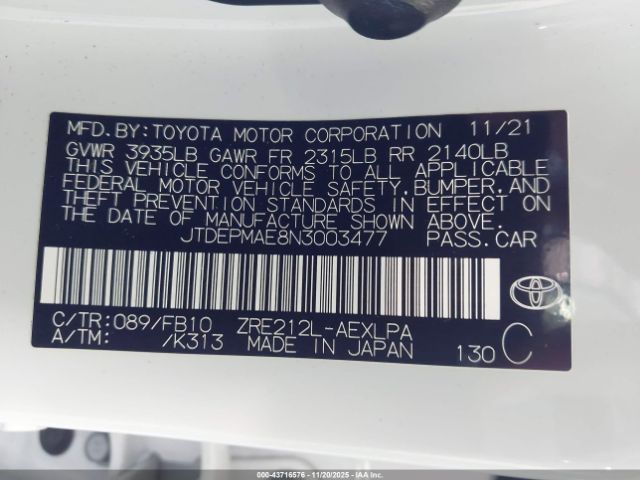 MFD.BY:TOYOTA MOTOR CORPORATION 11/21
GVWR 3935LB GAWR FR 2315LB RR 2140LB
THIS VEHICLE CONFORMS TO ALL APPLICABLE
FEDERAL MOTOR VEHICLE SAFETY,BUMPER,AND
THEFT PREVENTION STANDARDS IN EFFECT ON
THE DATE OF MANUFACTURE SHOWN ABOVE.
JTDEPMAE8N3003477 PASS.CAR
C/TR:089/FB10 ZRE212L-AEXLPA
A/TM: /K313 MADE IN JAPAN 130 C
000-43716576 - 11/20/2025 - IAAI.COM